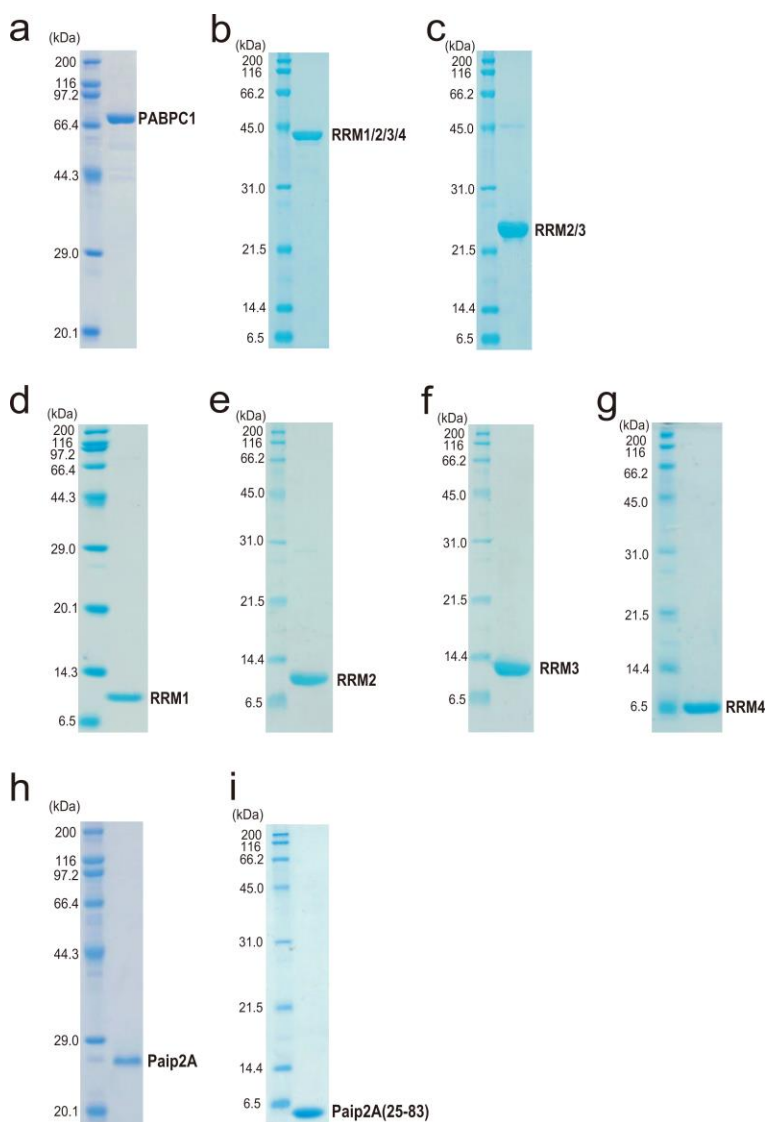 a
(kDa)
200
116
97.2
66.4
44.3
29.0
20.1
PABPC1
b
(kDa)
200
116
66.2
45.0
31.0
21.5
14.4
6.5
RRM1/2/3/4
c
(kDa)
200
116
66.2
45.0
31.0
21.5
14.4
6.5
RRM2/3
d
(kDa)
200
116
97.2
66.4
44.3
29.0
20.1
14.3
6.5
RRM1
e
(kDa)
200
116
66.2
45.0
31.0
21.5
14.4
6.5
RRM2
f
(kDa)
200
116
66.2
45.0
31.0
21.5
14.4
6.5
RRM3
g
(kDa)
200
116
66.2
45.0
31.0
21.5
14.4
6.5
RRM4
h
(kDa)
200
116
97.2
66.4
44.3
29.0
20.1
Paip2A
i
(kDa)
200
116
66.2
45.0
31.0
21.5
14.4
6.5
Paip2A(25-83)